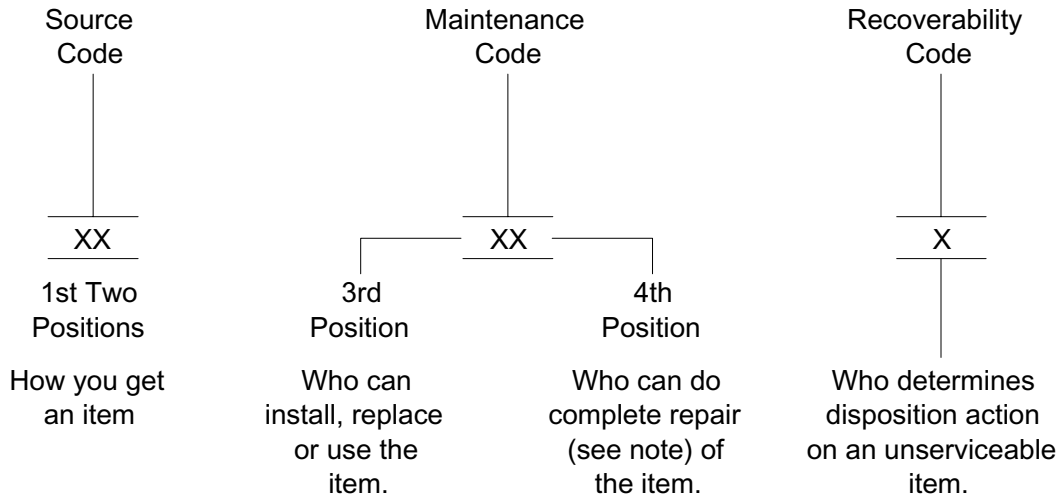 Source
Code
Maintenance
Code
Recoverability
Code
XX
XX
X
1st Two
Positions
3rd
Position
4th
Position
How you get
an item
Who can
install, replace
or use the
item.
Who can do
complete repair
(see note) of
the item.
Who determines
disposition action
on an unserviceable
item.